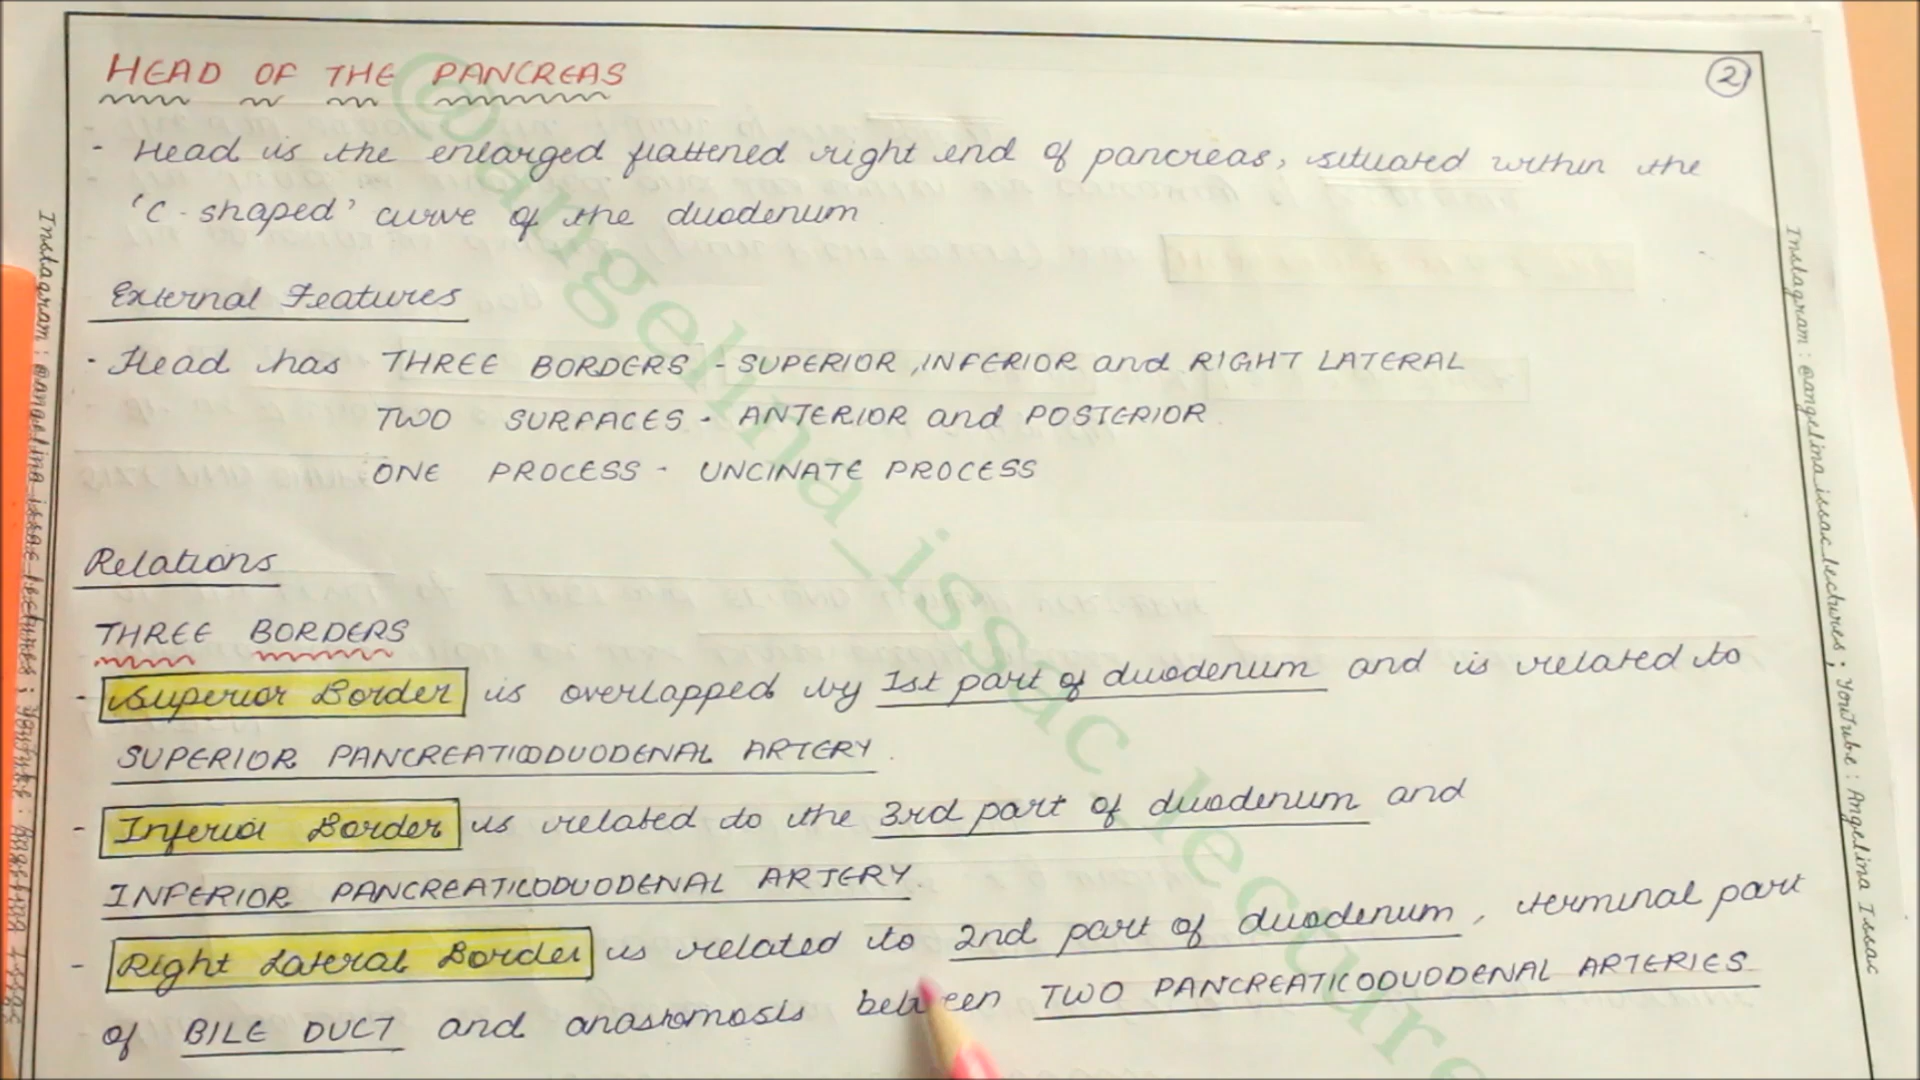 HEAD OF THE PANCREAS
2
- Head is the enlarged flattened right end of pancreas, situated within the
'C-shaped' curve of the duodenum
External Features
- Head has THREE BORDERS - SUPERIOR, INFERIOR and RIGHT LATERAL
TWO SURFACES - ANTERIOR and POSTERIOR
ONE PROCESS - UNCINATE PROCESS
Relations
THREE BORDERS
- Superior Border is overlapped by 1st part of duodenum and is related to
SUPERIOR PANCREATICODUODENAL ARTERY.
- Inferior Border is related to the 3rd part of duodenum and
INFERIOR PANCREATICODUODENAL ARTERY.
- Right Lateral Border is related to 2nd part of duodenum, terminal part
of BILE DUCT and anastomosis between TWO PANCREATICODUODENAL ARTERIES
@angelina_issac_lecture
Instagram : @angelina_issac_lectures ; YouTube :
Instagram : @angelina_issac_lectures ; YouTube : Angelina Issac